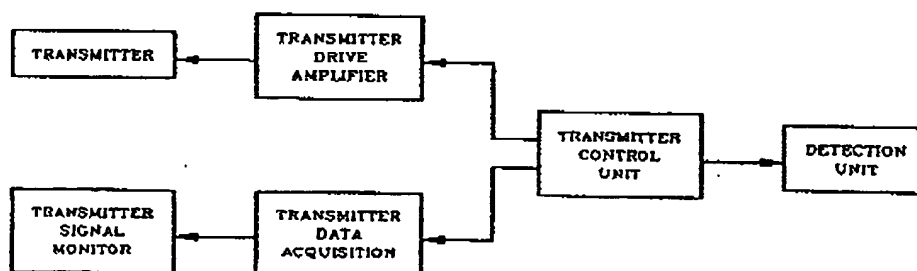 TRANSMITTER
TRANSMITTER
DRIVE
AMPLIFIER
TRANSMITTER
CONTROL
UNIT
DETECTION
UNIT
TRANSMITTER
SIGNAL
MONITOR
TRANSMITTER
DATA
ACQUISITION